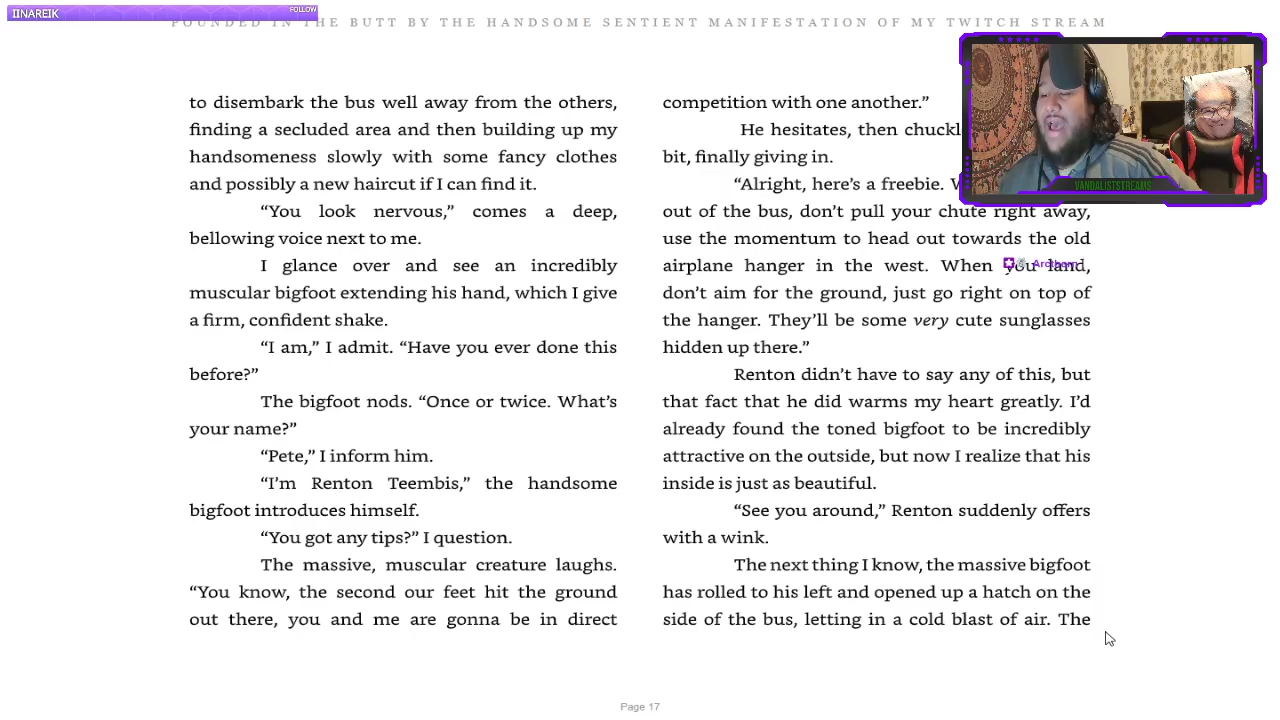 IINAREIK
FOLLOW
POUNDED IN THE BUTT BY THE HANDSOME SENTIENT MANIFESTATION OF MY TWITCH STREAM
to disembark the bus well away from the others,
finding a secluded area and then building up my
handsomeness slowly with some fancy clothes
and possibly a new haircut if I can find it.
“You look nervous,” comes a deep,
bellowing voice next to me.
I glance over and see an incredibly
muscular bigfoot extending his hand, which I give
a firm, confident shake.
“I am,” I admit. “Have you ever done this
before?”
The bigfoot nods. “Once or twice. What’s
your name?”
“Pete,” I inform him.
“I’m Renton Teembis,” the handsome
bigfoot introduces himself.
“You got any tips?” I question.
The massive, muscular creature laughs.
“You know, the second our feet hit the ground
out there, you and me are gonna be in direct
competition with one another.”
He hesitates, then chuckl
bit, finally giving in.
“Alright, here’s a freebie.
out of the bus, don’t pull your chute right away,
use the momentum to head out towards the old
airplane hanger in the west. When you land,
don’t aim for the ground, just go right on top of
the hanger. They’ll be some very cute sunglasses
hidden up there.”
Renton didn’t have to say any of this, but
that fact that he did warms my heart greatly. I’d
already found the toned bigfoot to be incredibly
attractive on the outside, but now I realize that his
inside is just as beautiful.
“See you around,” Renton suddenly offers
with a wink.
The next thing I know, the massive bigfoot
has rolled to his left and opened up a hatch on the
side of the bus, letting in a cold blast of air. The
Page 17
VANDALISTSTREAMS